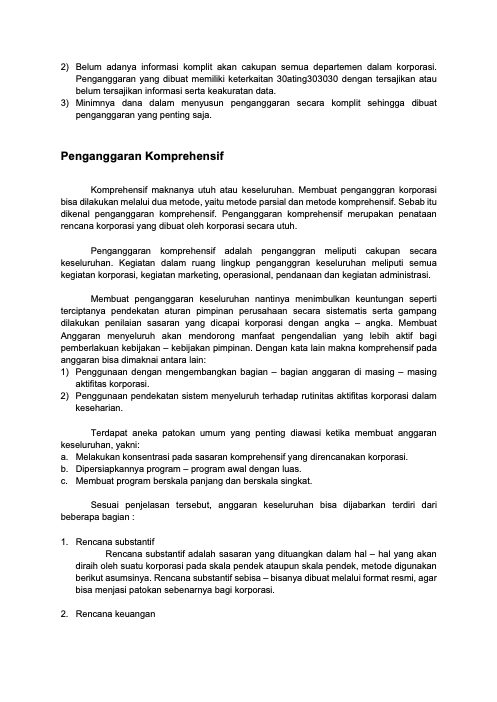 2) Belum adanya informasi komplit akan cakupan semua departemen dalam korporasi.
Penganggaran yang dibuat memiliki keterkaitan 30ating303030 dengan tersajikan atau
belum tersajikan informasi serta keakuratan data.
3) Minimnya dana dalam menyusun penganggaran secara komplit sehingga dibuat
penganggaran yang penting saja.
Penganggaran Komprehensif
Komprehensif maknanya utuh atau keseluruhan. Membuat penganggran korporasi
bisa dilakukan melalui dua metode, yaitu metode parsial dan metode komprehensif. Sebab itu
dikenal penganggaran komprehensif. Penganggaran komprehensif merupakan penataan
rencana korporasi yang dibuat oleh korporasi secara utuh.
Penganggaran komprehensif adalah penganggran meliputi cakupan secara
keseluruhan. Kegiatan dalam ruang lingkup penganggran keseluruhan meliputi semua
kegiatan korporasi, kegiatan marketing, operasional, pendanaan dan kegiatan administrasi.
Membuat penganggaran keseluruhan nantinya menimbulkan keuntungan seperti
terciptanya pendekatan aturan pimpinan perusahaan secara sistematis serta gampang
dilakukan penilaian sasaran yang dicapai korporasi dengan angka – angka. Membuat
Anggaran menyeluruh akan mendorong manfaat pengendalian yang lebih aktif bagi
pemberlakuan kebijakan – kebijakan pimpinan. Dengan kata lain makna komprehensif pada
anggaran bisa dimaknai antara lain:
1) Penggunaan dengan mengembangkan bagian – bagian anggaran di masing – masing
aktifitas korporasi.
2) Penggunaan pendekatan sistem menyeluruh terhadap rutinitas aktifitas korporasi dalam
keseharian.
Terdapat aneka patokan umum yang penting diawasi ketika membuat anggaran
keseluruhan, yakni:
a. Melakukan konsentrasi pada sasaran komprehensif yang direncanakan korporasi.
b. Dipersiapkannya program – program awal dengan luas.
c. Membuat program berskala panjang dan berskala singkat.
Sesuai penjelasan tersebut, anggaran keseluruhan bisa dijabarkan terdiri dari
beberapa bagian :
1. Rencana substantif
Rencana substantif adalah sasaran yang dituangkan dalam hal – hal yang akan
diraih oleh suatu korporasi pada skala pendek ataupun skala pendek, metode digunakan
berikut asumsinya. Rencana substantif sebisa – bisanya dibuat melalui format resmi, agar
bisa menjasi patokan sebenarnya bagi korporasi.
2. Rencana keuangan